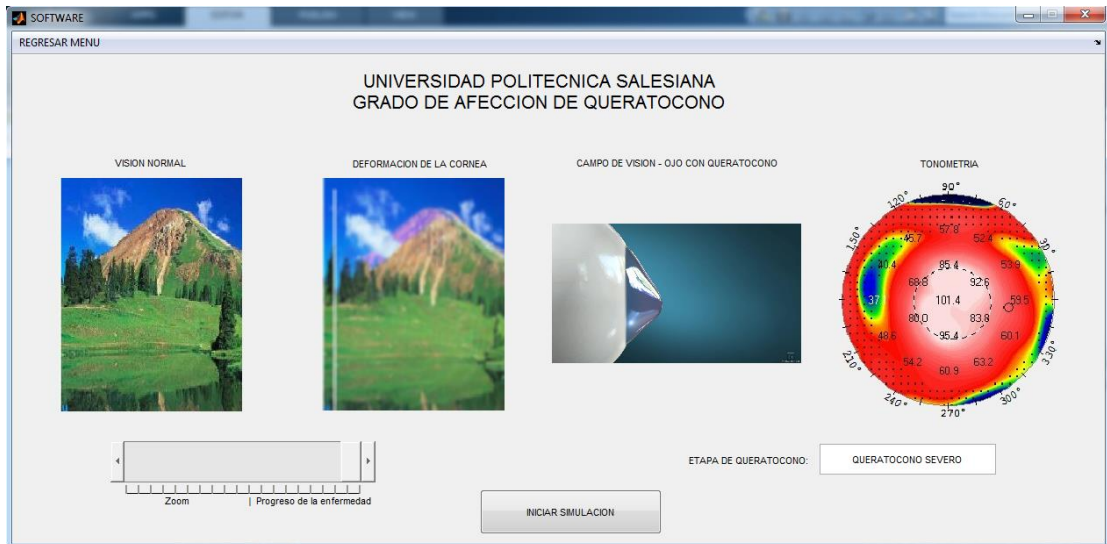 SOFTWARE
REGRESAR MENU
UNIVERSIDAD POLITECNICA SALESIANA
GRADO DE AFECCION DE QUERATOCONO
VISION NORMAL
DEFORMACION DE LA CORNEA
CAMPO DE VISION - OJO CON QUERATOCONO
TONOMETRIA
90°
120° 60°
57.8
45.7 52.4
150° 30°
40.4 85.4 53.9
68.8 92.6
37. 101.4 59.5
80.0 83.8
48.6 95.4 60.1
54.2 63.2
60.9
210° 330°
240° 300°
270°
ETAPA DE QUERATOCONO: QUERATOCONO SEVERO
Zoom | Progreso de la enfermedad
INICIAR SIMULACION